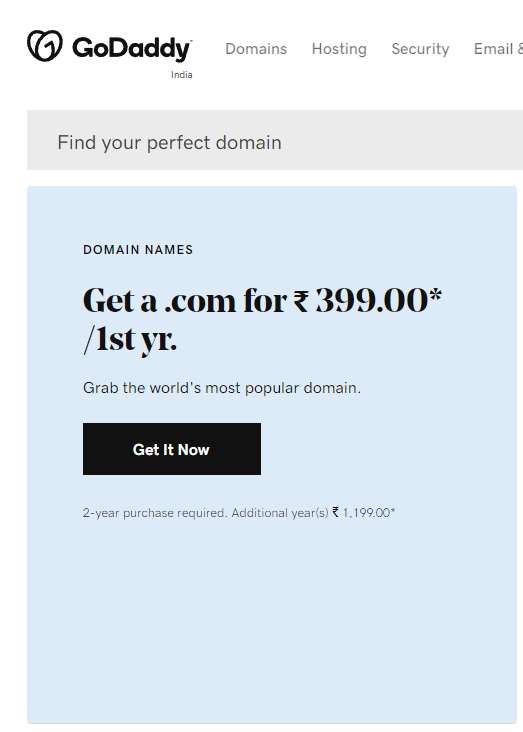 GoDaddy
India
Domains Hosting Security Email &
Find your perfect domain
DOMAIN NAMES
Get a .com for ₹ 399.00*
/1st yr.
Grab the world's most popular domain.
Get It Now
2-year purchase required. Additional year(s) ₹ 1,199.00*